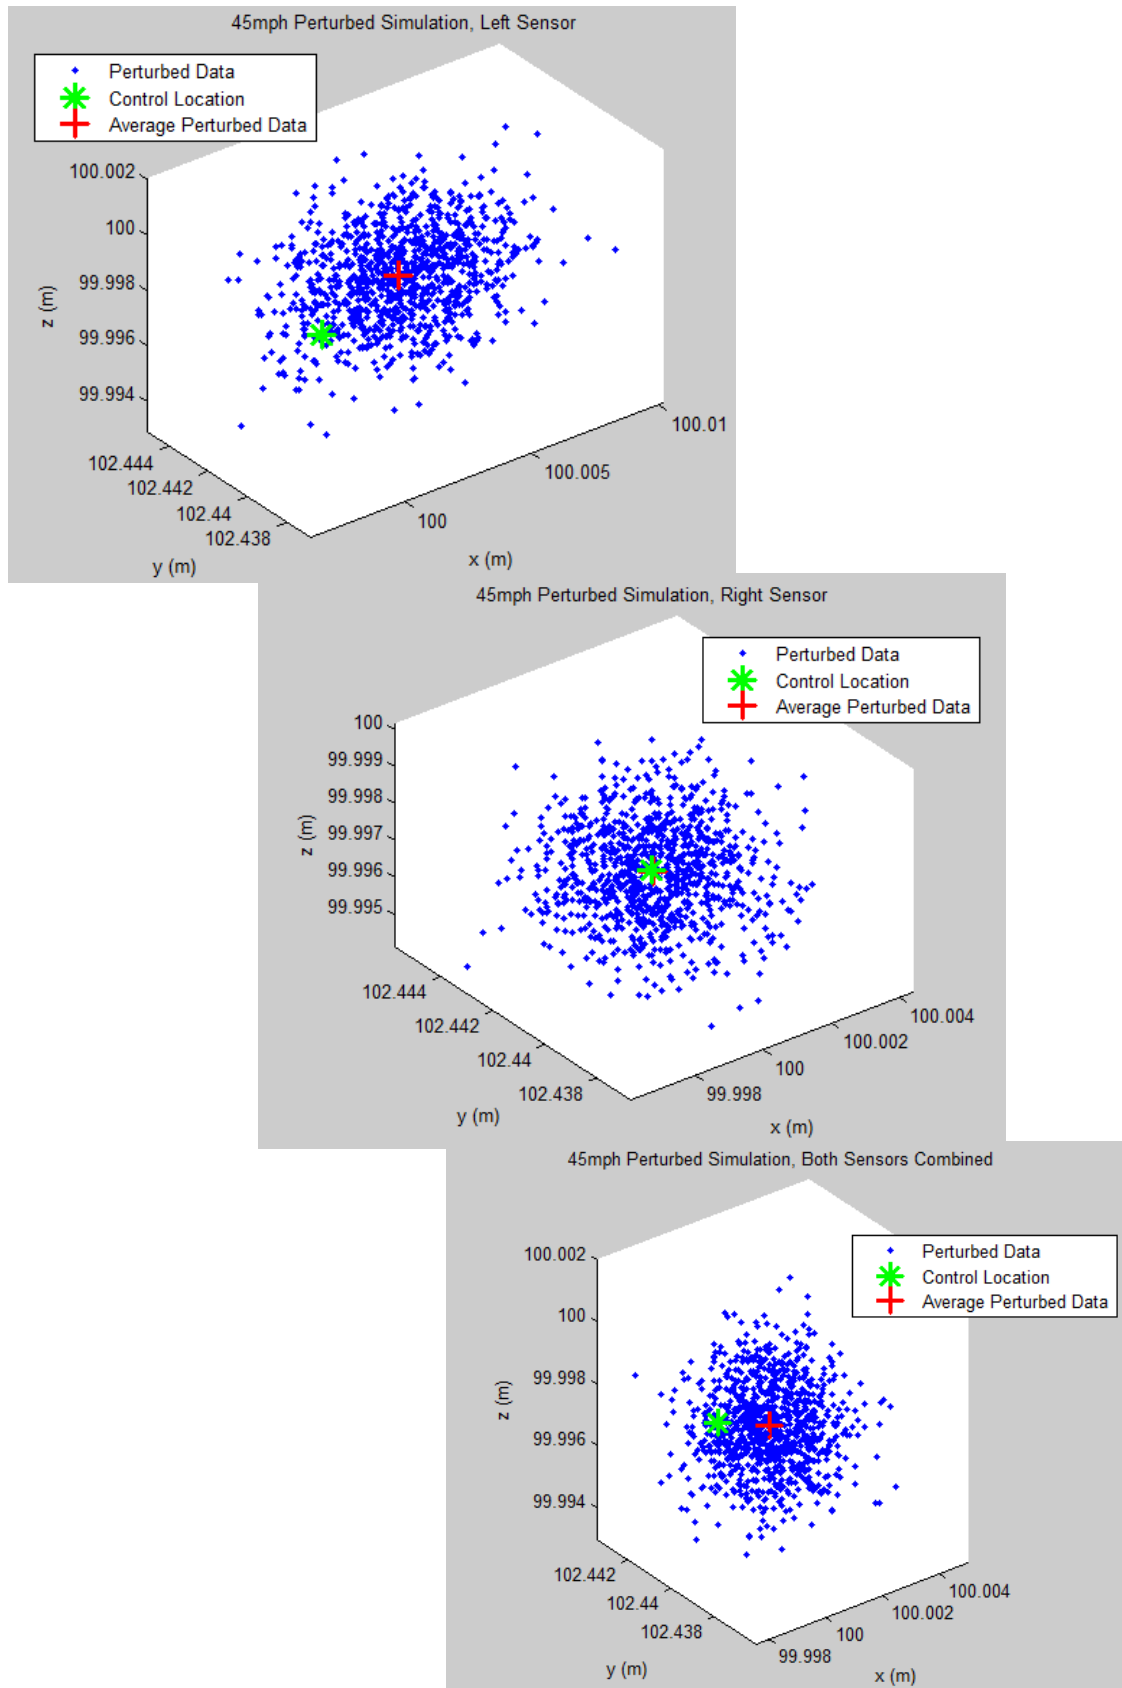 45mph Perturbed Simulation, Left Sensor
Perturbed Data
Control Location
Average Perturbed Data
100.002
100
99.998
99.996
99.994
z (m)
102.444
102.442
102.44
102.438
y (m)
100
100.005
100.01
x (m)
45mph Perturbed Simulation, Right Sensor
Perturbed Data
Control Location
Average Perturbed Data
100
99.999
99.998
99.997
99.996
99.995
z (m)
102.444
102.442
102.44
102.438
y (m)
99.998
100
100.002
100.004
x (m)
45mph Perturbed Simulation, Both Sensors Combined
Perturbed Data
Control Location
Average Perturbed Data
100.002
100
99.998
99.996
99.994
z (m)
102.442
102.44
102.438
y (m)
99.998
100
100.002
100.004
x (m)